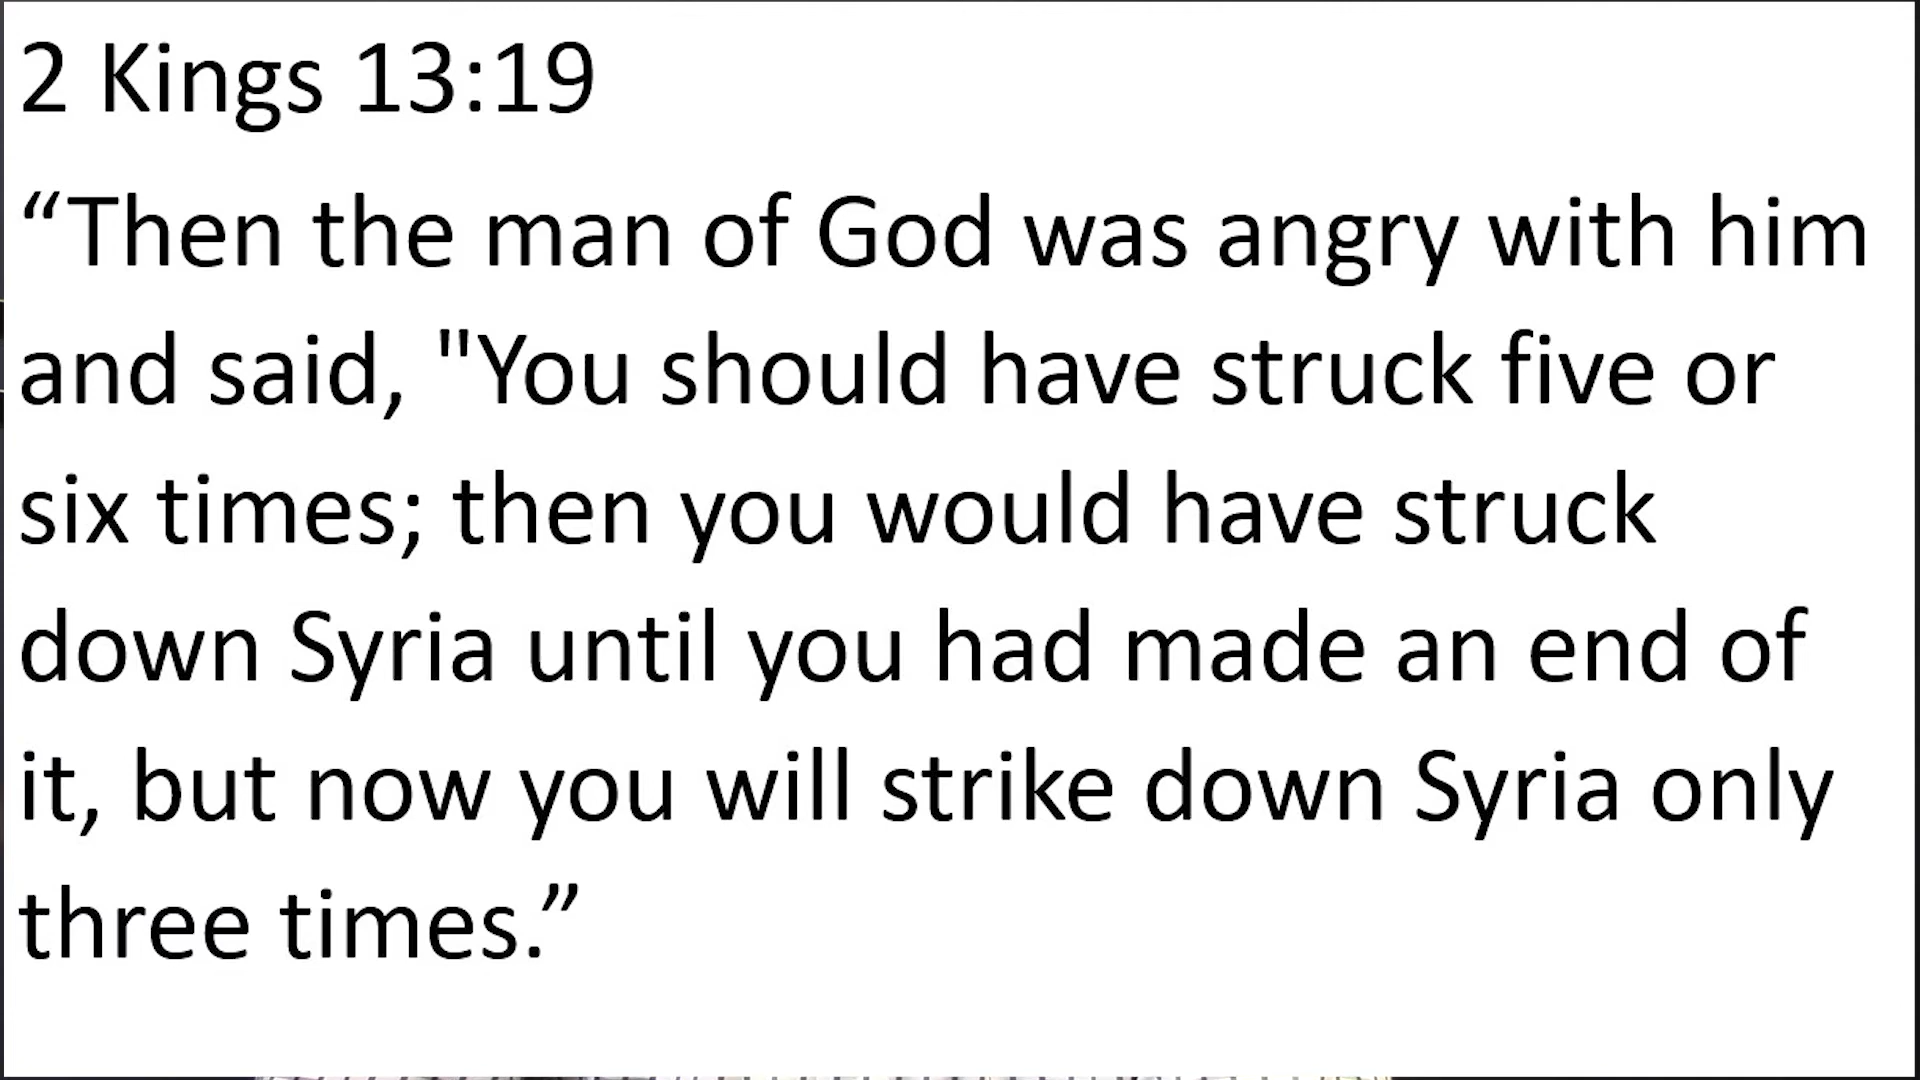 2 Kings 13:19
“Then the man of God was angry with him
and said, "You should have struck five or
six times; then you would have struck
down Syria until you had made an end of
it, but now you will strike down Syria only
three times.”